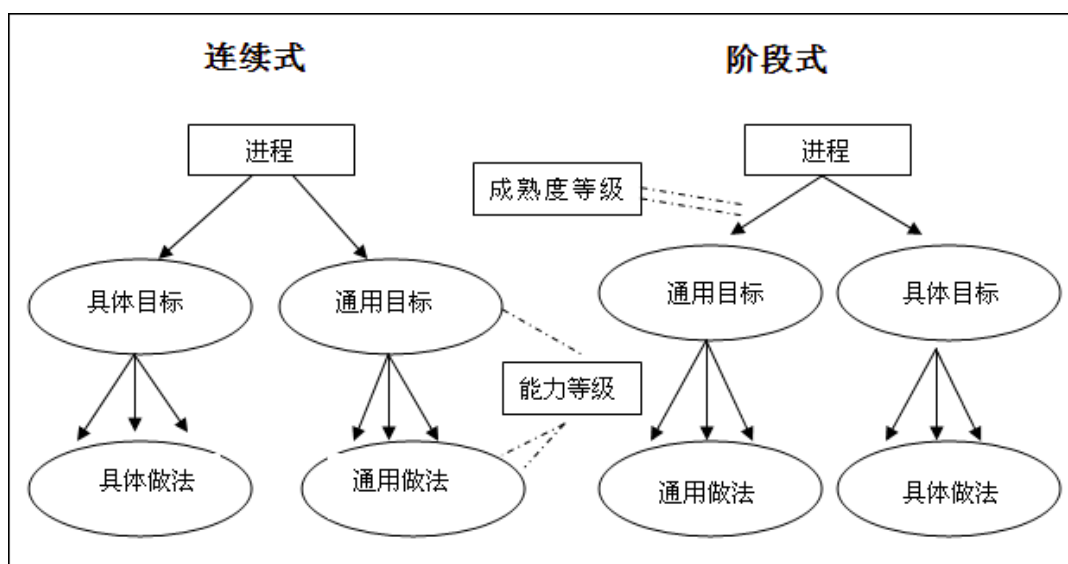 连续式
阶段式
进程
进程
成熟度等级
具体目标
通用目标
通用目标
具体目标
能力等级
具体做法
通用做法
通用做法
具体做法